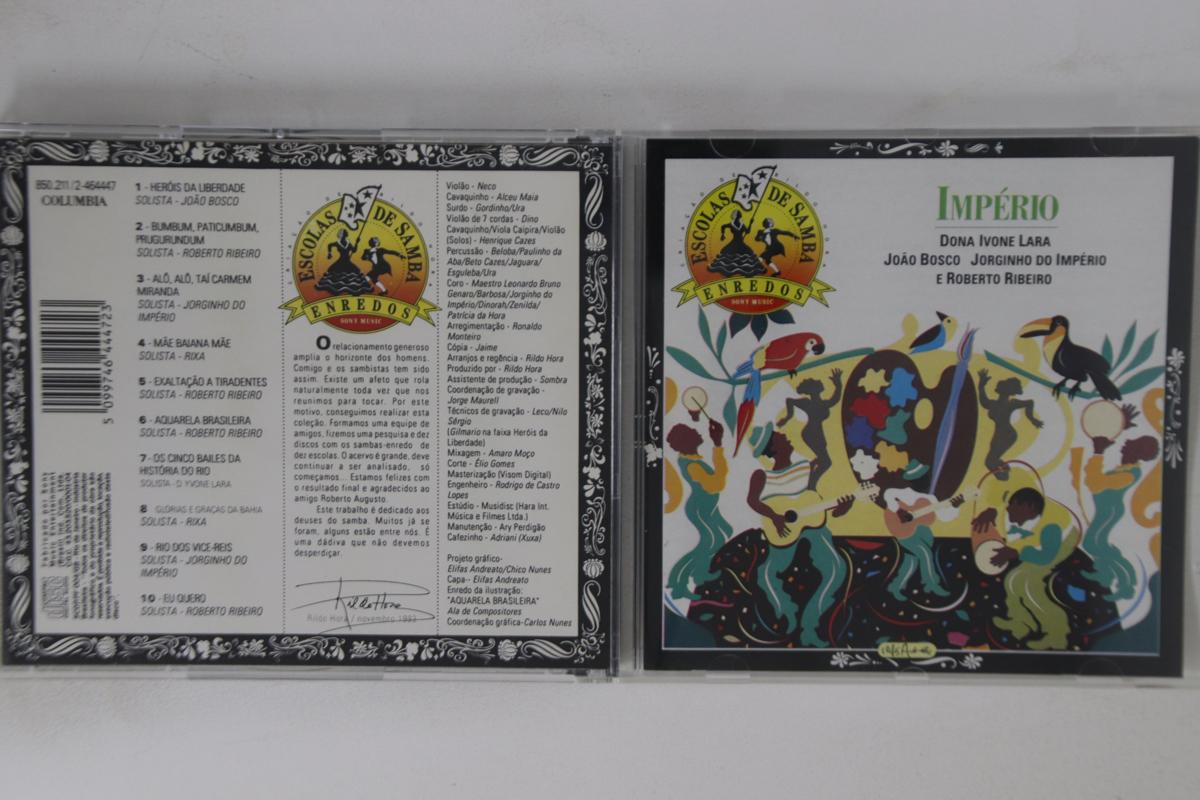 850.211/2-464447
COLUMBIA
5 099746 444723
1 - HERÓIS DA LIBERDADE
SOLISTA - JOÃO BOSCO
2 - BUMBUM, PATICUMBUM,
PRUGURUNDUM
SOLISTA - ROBERTO RIBEIRO
3 - ALÔ, ALÔ, TAÍ CARMEM
MIRANDA
SOLISTA - JORGINHO DO
IMPÉRIO
4 - MÃE BAIANA MÃE
SOLISTA - RIXA
5 - EXALTAÇÃO A TIRADENTES
SOLISTA - ROBERTO RIBEIRO
6 - AQUARELA BRASILEIRA
SOLISTA - ROBERTO RIBEIRO
7 - OS CINCO BAILES DA
HISTÓRIA DO RIO
SOLISTA - D. YVONE LARA
8 - GLÓRIAS E GRAÇAS DA BAHIA
SOLISTA - RIXA
9 - RIO DOS VICE-REIS
SOLISTA - JORGINHO DO
IMPÉRIO
10 - EU QUERO
SOLISTA - ROBERTO RIBEIRO
ESCOLAS DE SAMBA
ENREDOS
SONY MUSIC
O relacionamento generoso
amplia o horizonte dos homens.
Comigo e os sambistas tem sido
assim. Existe um afeto que rola
naturalmente toda vez que nos
reunimos para tocar. Por este
motivo, conseguimos realizar esta
coleção. Formamos uma equipe de
amigos, fizemos uma pesquisa e dez
discos com os sambas-enredo de
dez escolas. O acervo é grande, deve
continuar a ser analisado, só
começamos... Estamos felizes com
o resultado final e agradecidos ao
amigo Roberto Augusto.
Este trabalho é dedicado aos
deuses do samba. Muitos já se
foram, alguns estão entre nós. É
uma dádiva que não devemos
desperdiçar.
Rildo Hora
Rildo Hora / novembro 1993
Violão - Neco
Cavaquinho - Alceu Maia
Surdo - Gordinho/Ura
Violão de 7 cordas - Dino
Cavaquinho/Viola Caipira/Violão
(Solos) - Henrique Cazes
Percussão - Beloba/Paulinho da
Aba/Beto Cazes/Jaguara/
Esguleba/Ura
Coro - Maestro Leonardo Bruno
Genaro/Barbosa/Jorginho do
Império/Dinorah/Zenilda/
Patrícia da Hora
Arregimentação - Ronaldo
Monteiro
Cópia - Jaime
Arranjos e regência - Rildo Hora
Produzido por - Rildo Hora
Assistente de produção - Sombra
Coordenação de gravação -
Jorge Maurell
Técnicos de gravação - Leco/Nilo
Sérgio
(Gilmario na faixa Heróis da
Liberdade)
Mixagem - Amaro Moço
Corte - Élio Gomes
Masterização (Visom Digital)
Engenheiro - Rodrigo de Castro
Lopes
Estúdio - Musidisc (Hara Int.
Música e Filmes Ltda.)
Manutenção - Ary Perdigão
Cafezinho - Adriani (Xuxa)
Projeto gráfico-
Elifas Andreato/Chico Nunes
Capa-- Elifas Andreato
Enredo da ilustração:
"AQUARELA BRASILEIRA"
Ala de Compositores
Coordenação gráfica-Carlos Nunes
ESCOLAS DE SAMBA
ENREDOS
SONY MUSIC
IMPÉRIO
DONA IVONE LARA
JOÃO BOSCO JORGINHO DO IMPÉRIO
E ROBERTO RIBEIRO